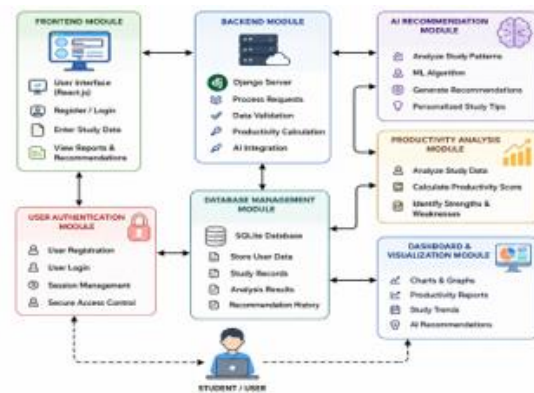 FRONTEND MODULE
User Interface
(React.js)
Register / Login
Enter Study Data
View Reports &
Recommendations
BACKEND MODULE
Django Server
Process Requests
Data Validation
Productivity Calculation
AI Integration
AI RECOMMENDATION
MODULE
Analyze Study Patterns
ML Algorithm
Generate Recommendations
Personalized Study Tips
PRODUCTIVITY ANALYSIS
MODULE
Analyze Study Data
Calculate Productivity Score
Identify Strengths &
Weaknesses
USER AUTHENTICATION
MODULE
User Registration
User Login
Session Management
Secure Access Control
DATABASE MANAGEMENT
MODULE
SQLite Database
Store User Data
Study Records
Analysis Results
Recommendation History
DASHBOARD &
VISUALIZATION MODULE
Charts & Graphs
Productivity Reports
Study Trends
AI Recommendations
STUDENT / USER